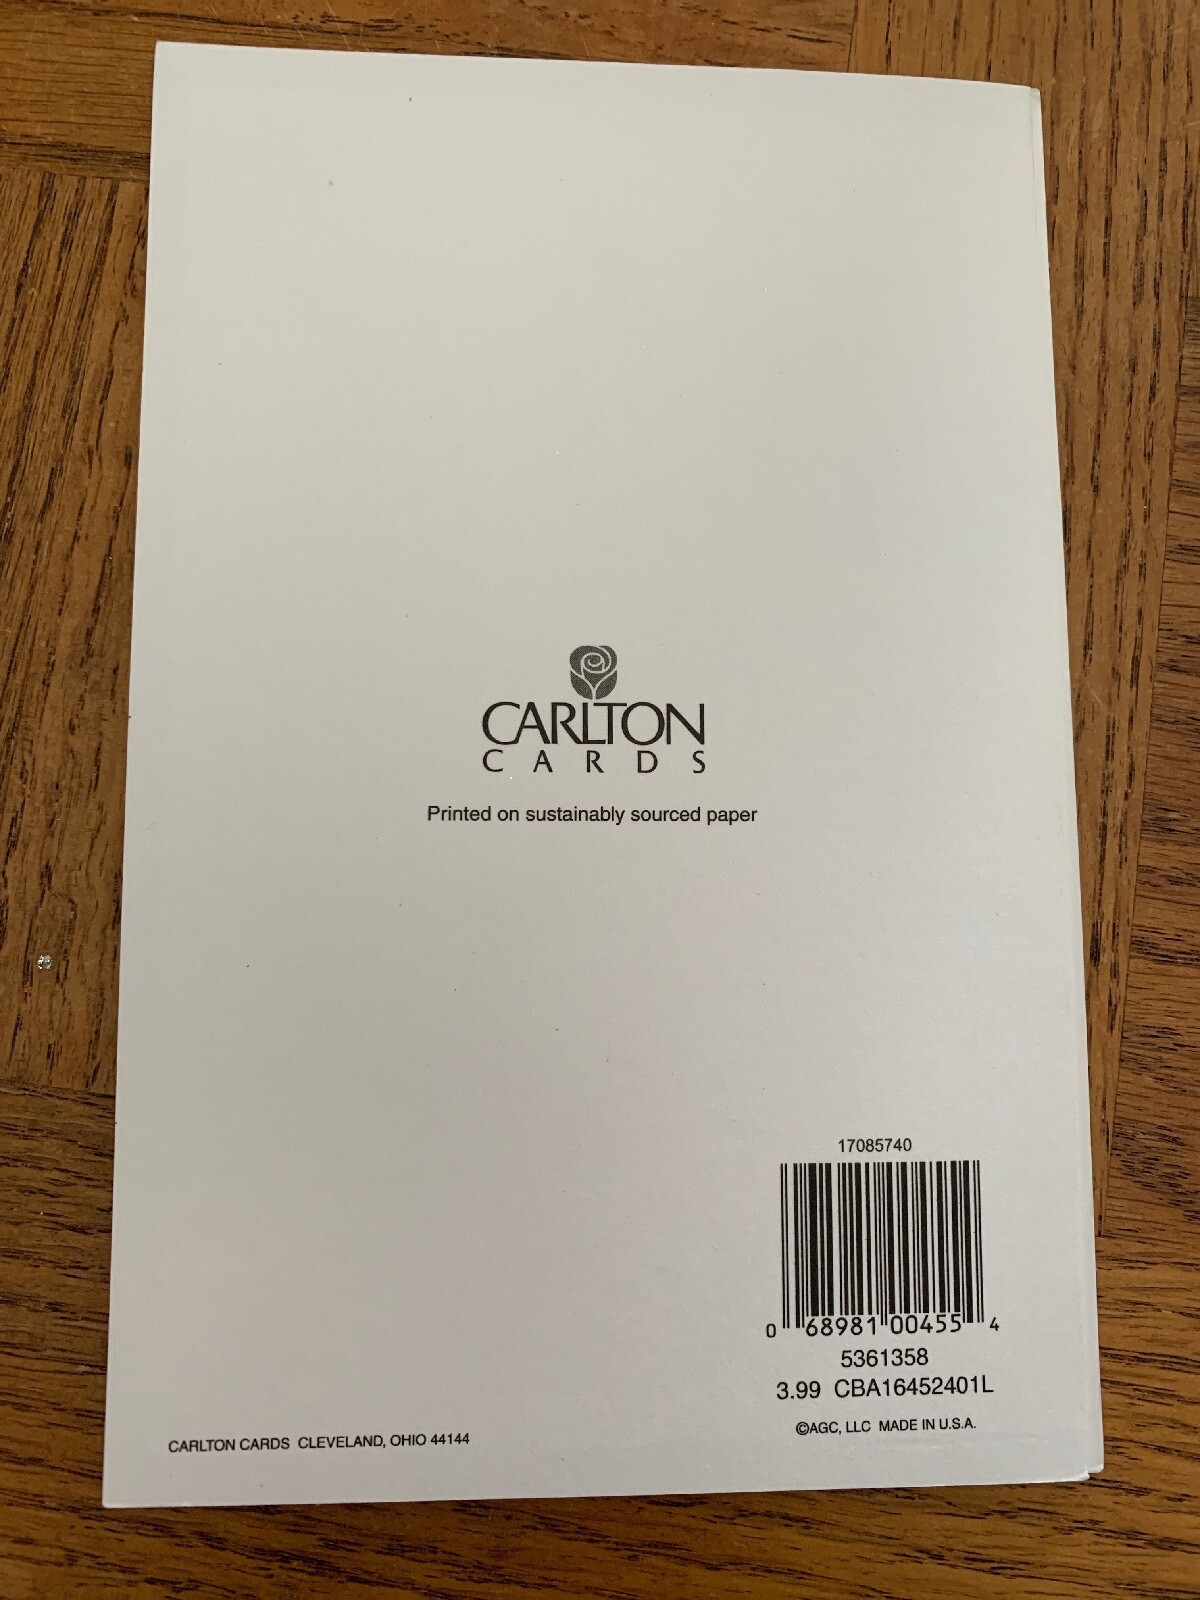 CARLTON
CARDS
Printed on sustainably sourced paper
17085740
0 68981 00455 4
5361358
3.99 CBA16452401L
©AGC, LLC MADE IN U.S.A.
CARLTON CARDS CLEVELAND, OHIO 44144